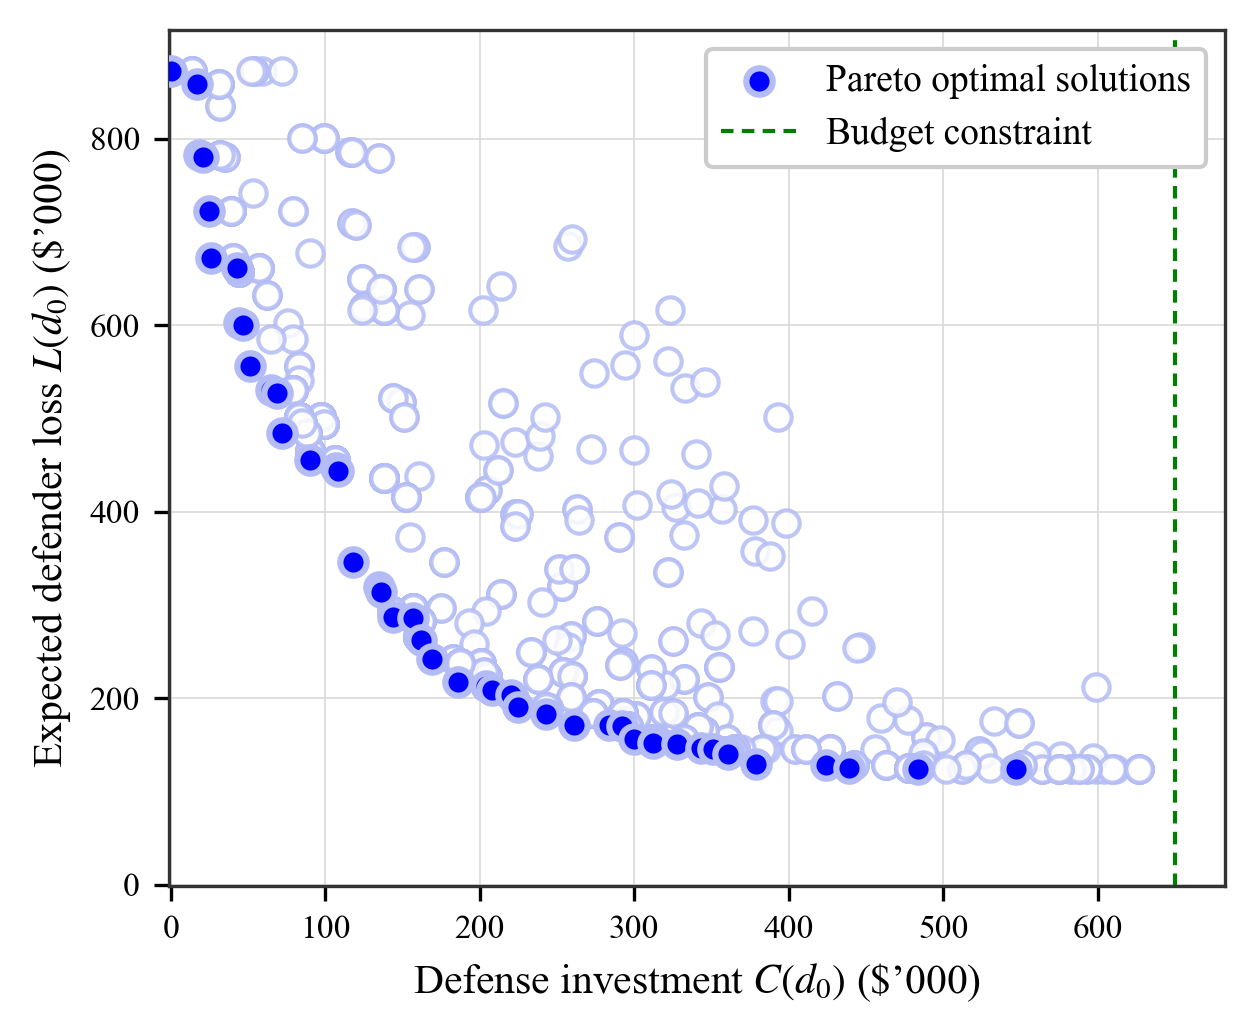 Pareto optimal solutions
Budget constraint
800
600
400
200
0
0 100 200 300 400 500 600
Expected defender loss L(d₀) ($’000)
Defense investment C(d₀) ($’000)